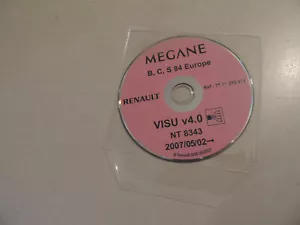 MEGANE
B, C, S 84 Europe
RENAULT
VISU v4.0
NT 8343
2007/05/02→